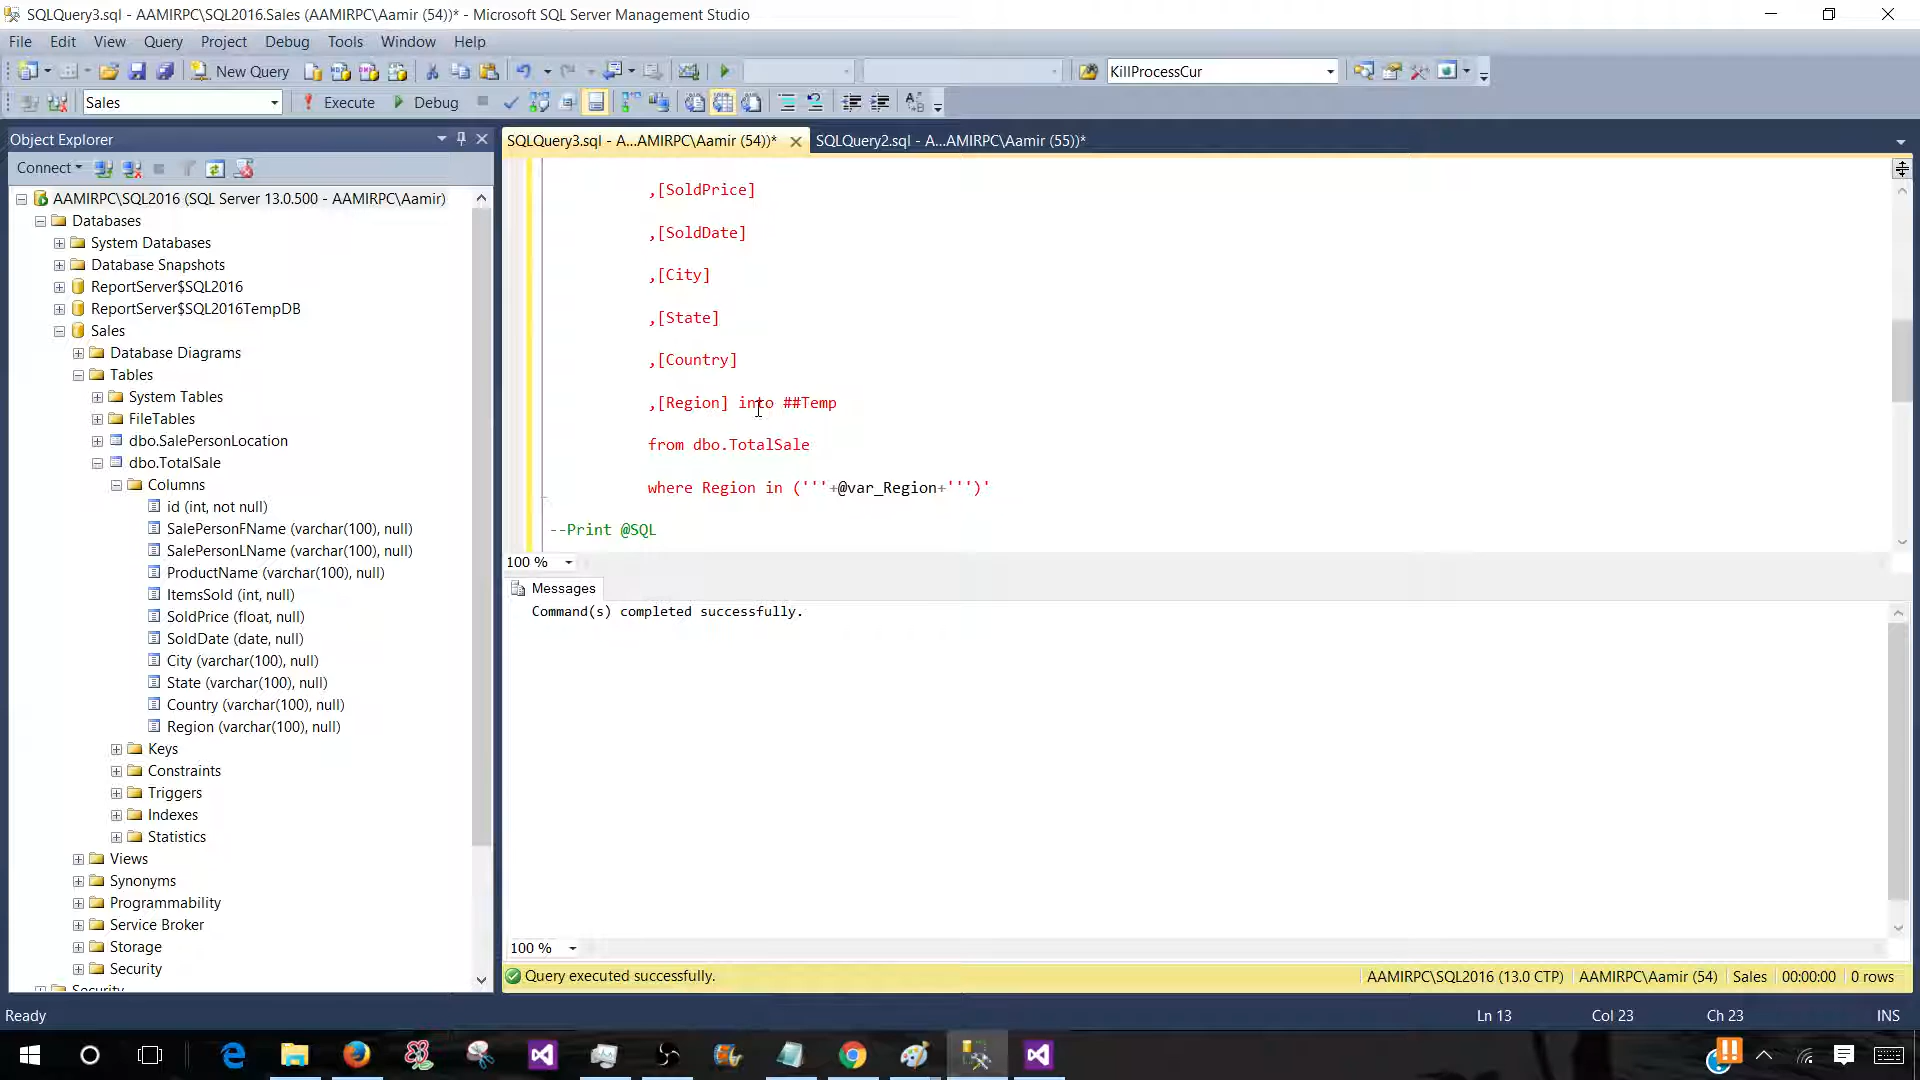 SQLQuery3.sql - AAMIRPC\SQL2016.Sales (AAMIRPC\Aamir (54))* - Microsoft SQL Server Management Studio
File Edit View Query Project Debug Tools Window Help
New Query KillProcessCur
Sales Execute Debug
Object Explorer
SQLQuery3.sql - A...AMIRPC\Aamir (54))* SQLQuery2.sql - A...AMIRPC\Aamir (55))*
Connect
AAMIRPC\SQL2016 (SQL Server 13.0.500 - AAMIRPC\Aamir)
Databases
System Databases
Database Snapshots
ReportServer$SQL2016
ReportServer$SQL2016TempDB
Sales
Database Diagrams
Tables
System Tables
FileTables
dbo.SalePersonLocation
dbo.TotalSale
Columns
id (int, not null)
SalePersonFName (varchar(100), null)
SalePersonLName (varchar(100), null)
ProductName (varchar(100), null)
ItemsSold (int, null)
SoldPrice (float, null)
SoldDate (date, null)
City (varchar(100), null)
State (varchar(100), null)
Country (varchar(100), null)
Region (varchar(100), null)
Keys
Constraints
Triggers
Indexes
Statistics
Views
Synonyms
Programmability
Service Broker
Storage
Security
Security
,[SoldPrice]
,[SoldDate]
,[City]
,[State]
,[Country]
,[Region] into ##Temp
from dbo.TotalSale
where Region in ('''+@var_Region+''')'
--Print @SQL
100 %
Messages
Command(s) completed successfully.
100 %
Query executed successfully. AAMIRPC\SQL2016 (13.0 CTP) AAMIRPC\Aamir (54) Sales 00:00:00 0 rows
Ready Ln 13 Col 23 Ch 23 INS